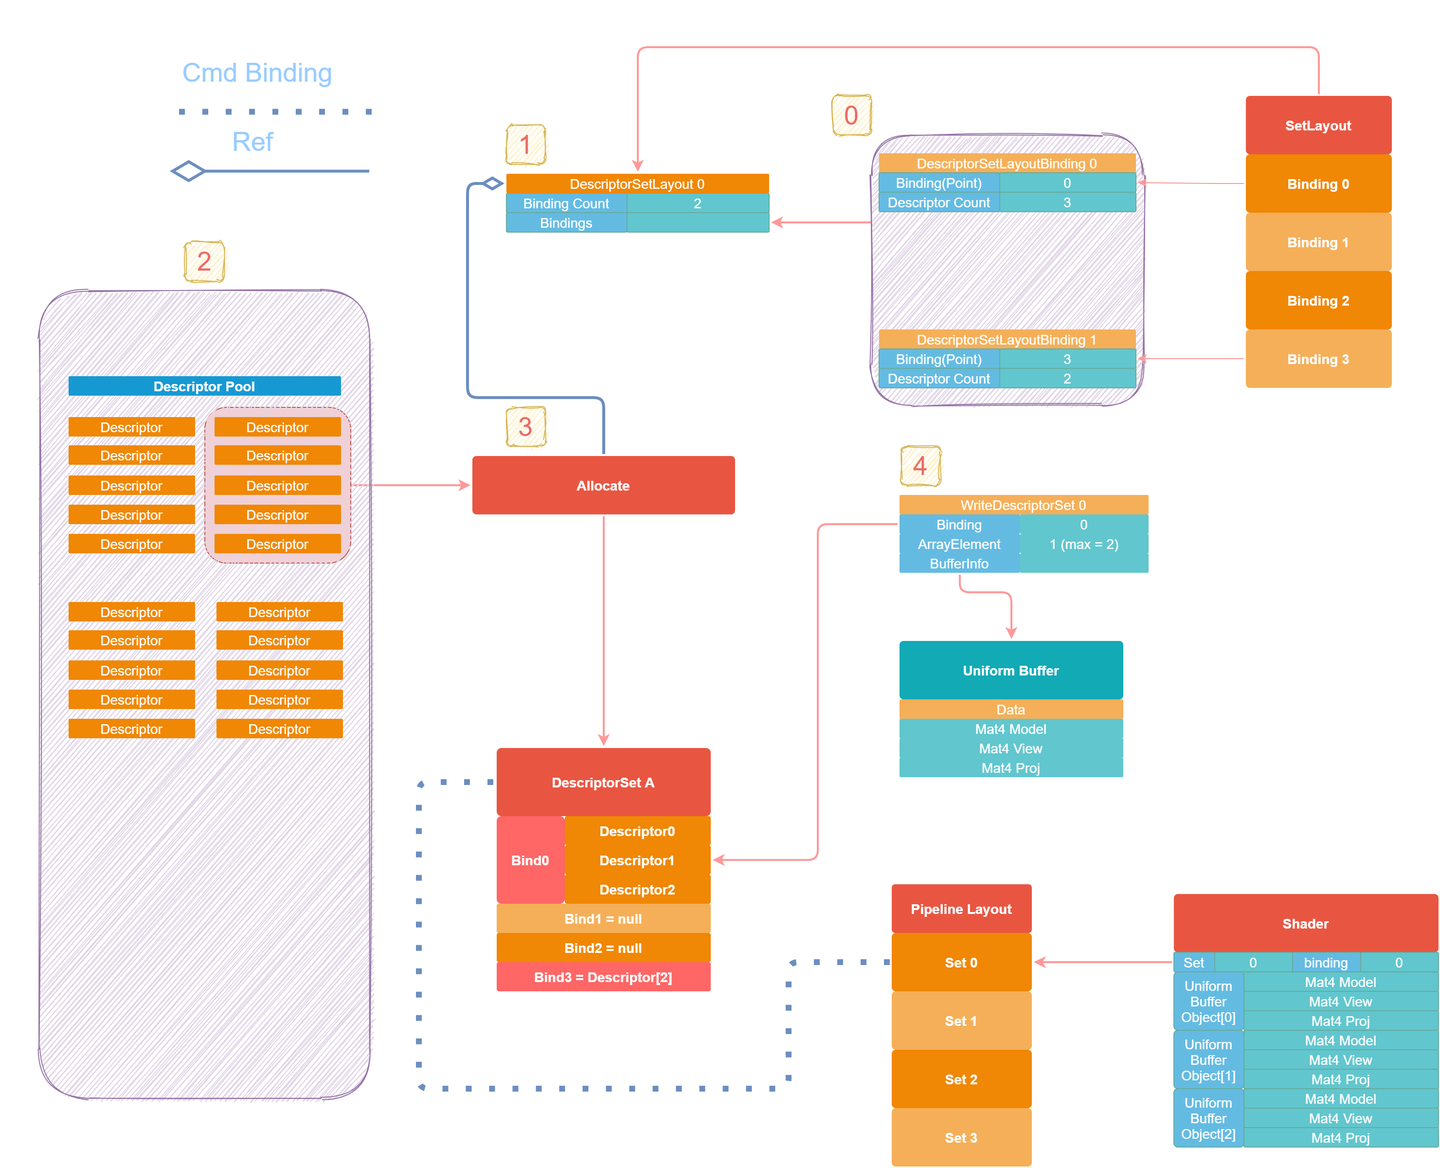 Cmd Binding
Ref
0
SetLayout
Binding 0
Binding 1
Binding 2
Binding 3
DescriptorSetLayoutBinding 0
Binding(Point) 0
Descriptor Count 3
DescriptorSetLayoutBinding 1
Binding(Point) 3
Descriptor Count 2
1
DescriptorSetLayout 0
Binding Count 2
Bindings
2
Descriptor Pool
Descriptor Descriptor
Descriptor Descriptor
Descriptor Descriptor
Descriptor Descriptor
Descriptor Descriptor
Descriptor Descriptor
Descriptor Descriptor
Descriptor Descriptor
Descriptor Descriptor
Descriptor Descriptor
3
Allocate
4
WriteDescriptorSet 0
Binding 0
ArrayElement 1 (max = 2)
BufferInfo
Uniform Buffer
Data
Mat4 Model
Mat4 View
Mat4 Proj
DescriptorSet A
Bind0
Descriptor0
Descriptor1
Descriptor2
Bind1 = null
Bind2 = null
Bind3 = Descriptor[2]
Pipeline Layout
Set 0
Set 1
Set 2
Set 3
Shader
Set 0 binding 0
Uniform
Buffer
Object[0]
Mat4 Model
Mat4 View
Mat4 Proj
Uniform
Buffer
Object[1]
Mat4 Model
Mat4 View
Mat4 Proj
Uniform
Buffer
Object[2]
Mat4 Model
Mat4 View
Mat4 Proj